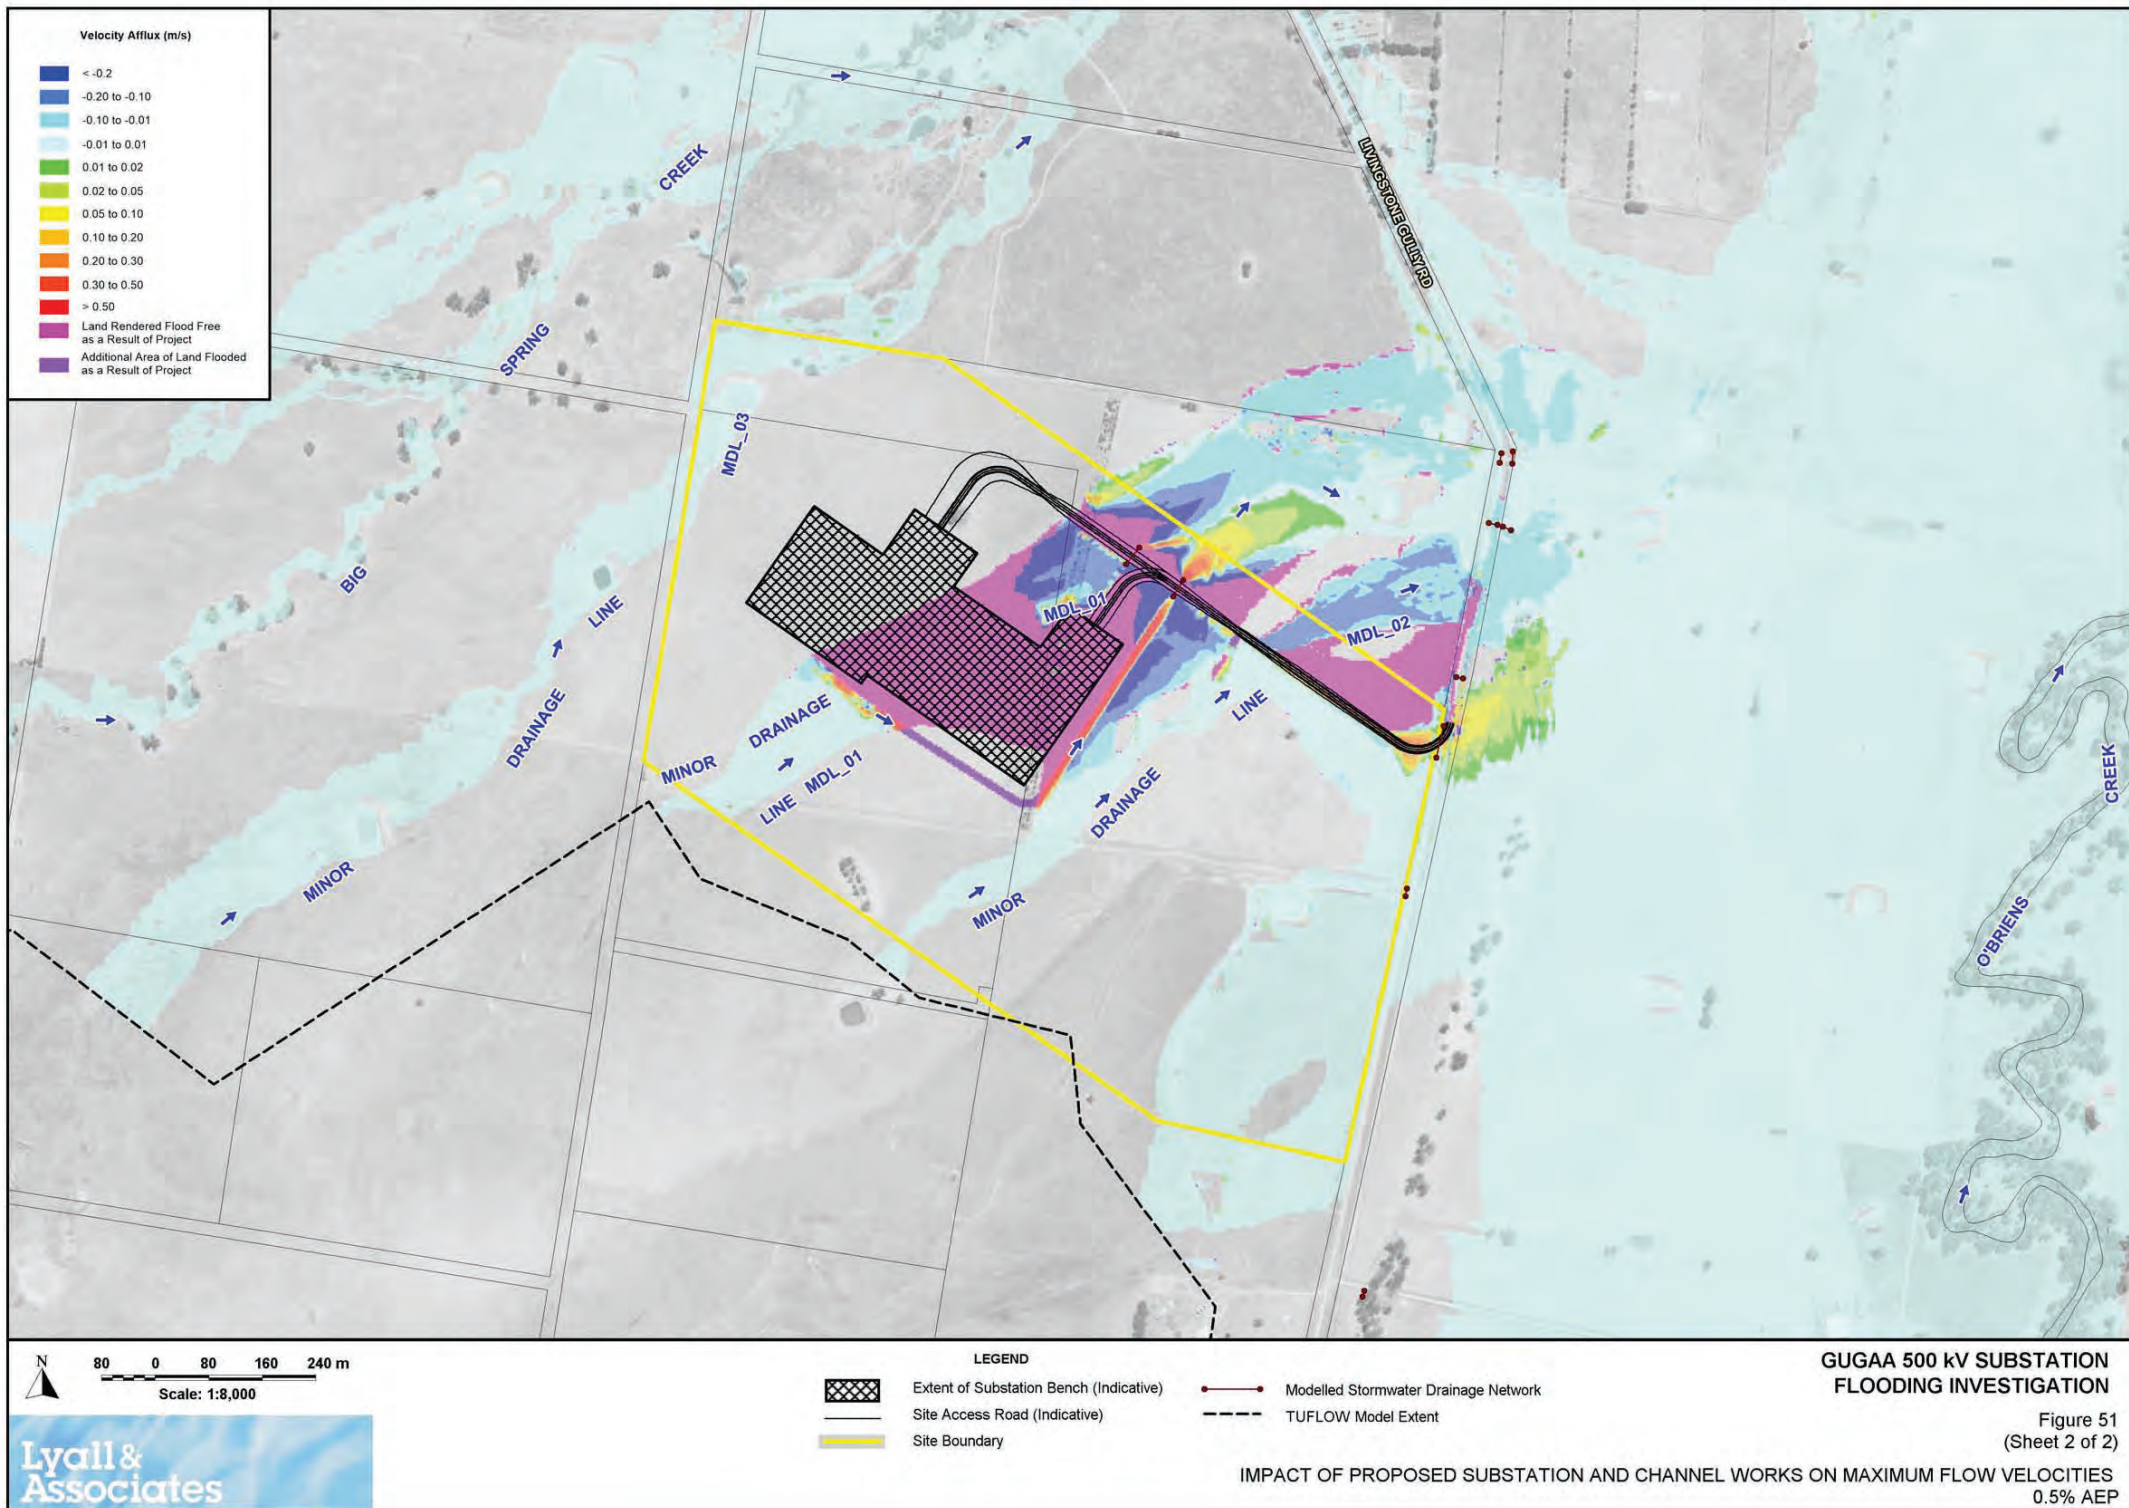 Velocity Afflux (m/s)
< -0.2
-0.20 to -0.10
-0.10 to -0.01
-0.01 to 0.01
0.01 to 0.02
0.02 to 0.05
0.05 to 0.10
0.10 to 0.20
0.20 to 0.30
0.30 to 0.50
> 0.50
Land Rendered Flood Free
as a Result of Project
Additional Area of Land Flooded
as a Result of Project
BIG
SPRING
CREEK
LIVINGSTONE GULLY RD
MDL_03
MINOR
DRAINAGE
LINE
MINOR
DRAINAGE
LINE MDL_01
MDL_01
MINOR
DRAINAGE
LINE
MDL_02
O'BRIENS
CREEK
N
80 0 80 160 240 m
Scale: 1:8,000
Lyall &
Associates
LEGEND
Extent of Substation Bench (Indicative)
Site Access Road (Indicative)
Site Boundary
Modelled Stormwater Drainage Network
TUFLOW Model Extent
GUGAA 500 kV SUBSTATION
FLOODING INVESTIGATION
Figure 51
(Sheet 2 of 2)
IMPACT OF PROPOSED SUBSTATION AND CHANNEL WORKS ON MAXIMUM FLOW VELOCITIES
0.5% AEP